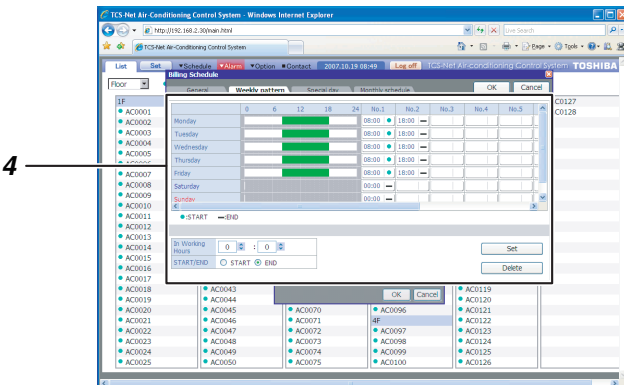 TCS-Net Air-Conditioning Control System - Windows Internet Explorer
http://192.168.2.30/main.html
Live Search
TCS-Net Air-Conditioning Control System
Page Tools
List Set ▼Schedule ▼Alarm ▼Option ■Contact 2007.10.19 08:49 Log off TCS-Net Air-Conditioning Control System TOSHIBA
Billing Schedule
Floor
General Weekly pattern Special day Monthly schedule OK Cancel
1F
AC0001
AC0002
AC0003
AC0004
AC0005
AC0007
AC0008
AC0009
AC0010
AC0011
AC0012
AC0013
AC0014
AC0015
AC0016
AC0017
AC0018
AC0019
AC0020
AC0021
AC0022
AC0023
AC0024
AC0025
4
0 6 12 18 24 No.1 No.2 No.3 No.4 No.5
Monday 08:00 ● 18:00 —
Tuesday 08:00 ● 18:00 —
Wednesday 08:00 ● 18:00 —
Thursday 08:00 ● 18:00 —
Friday 08:00 ● 18:00 —
Saturday 00:00 —
Sunday 00:00 —
●:START —:END
In Working
Hours
0 : 0
START/END START END
Set
Delete
OK Cancel
AC0043
AC0044
AC0045
AC0046
AC0047
AC0048
AC0049
AC0050
AC0070
AC0071
AC0072
AC0073
AC0074
AC0075
AC0096
4F
AC0097
AC0098
AC0099
AC0100
AC0119
AC0120
AC0121
AC0122
AC0123
AC0124
AC0125
AC0126
C0127
C0128